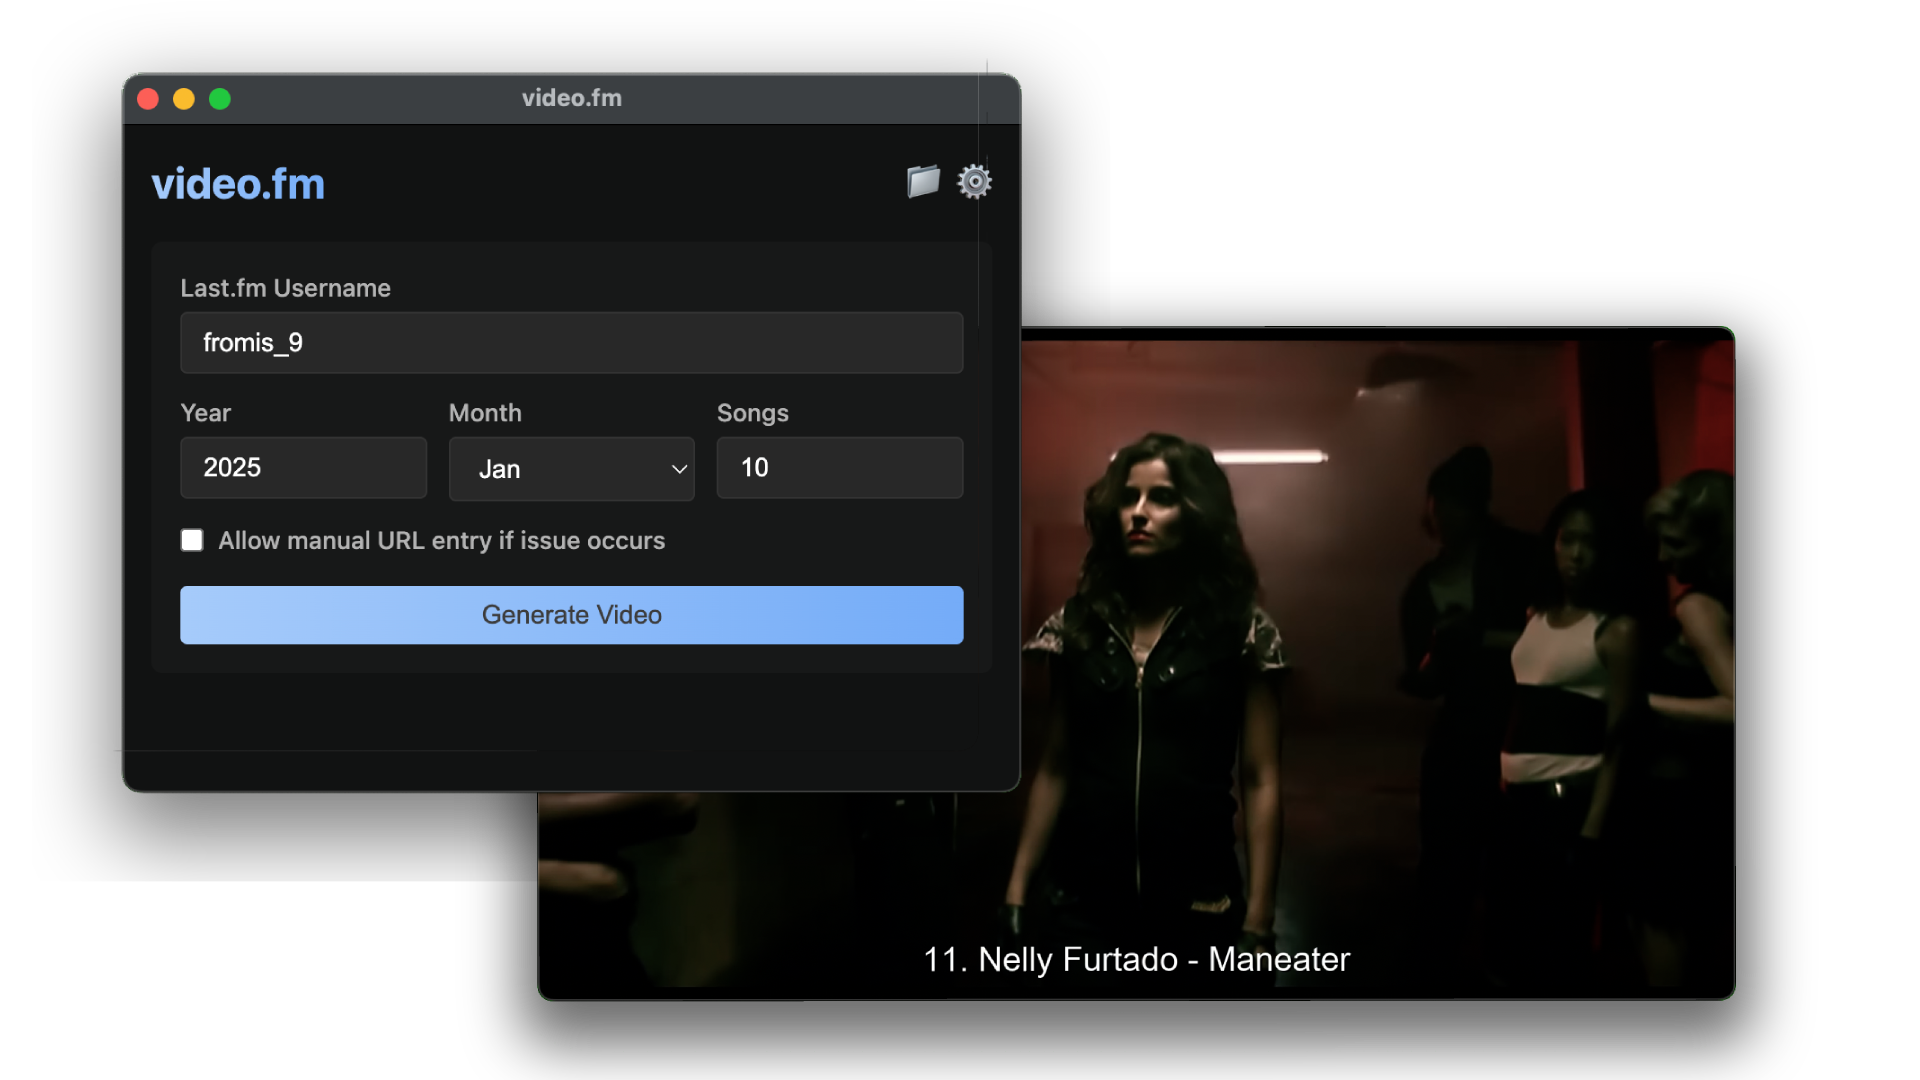 video.fm
video.fm
Last.fm Username
fromis_9
Year Month Songs
2025 Jan 10
Allow manual URL entry if issue occurs
Generate Video
11. Nelly Furtado - Maneater